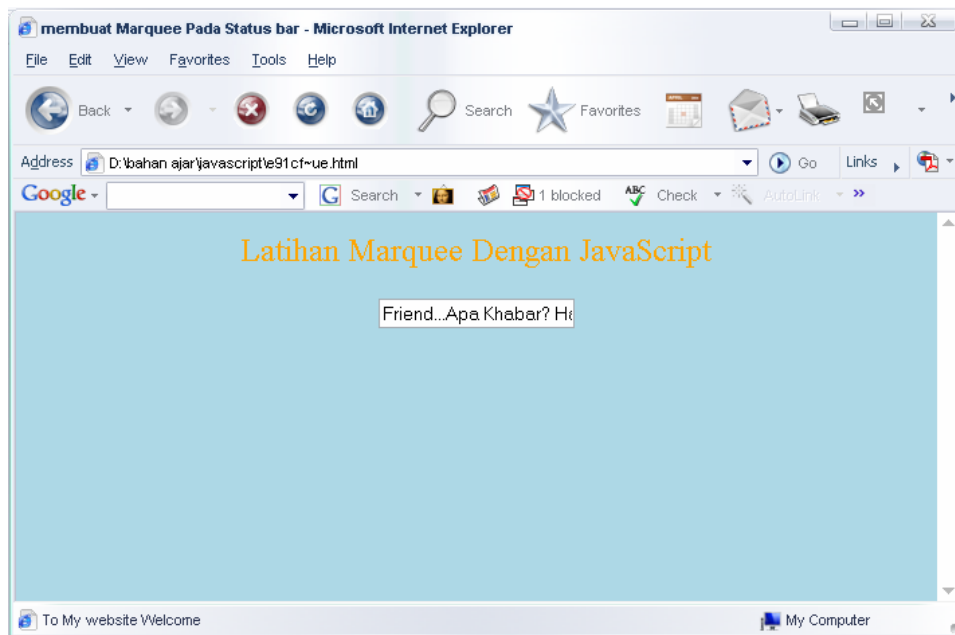 membuat Marquee Pada Status bar - Microsoft Internet Explorer
File Edit View Favorites Tools Help
Back Search Favorites
Address D:\bahan ajar\javascript\e91cf~ue.html Go Links
Google Search 1 blocked ABC Check AutoLink
Latihan Marquee Dengan JavaScript
Friend...Apa Khabar? Ha
To My website Welcome My Computer